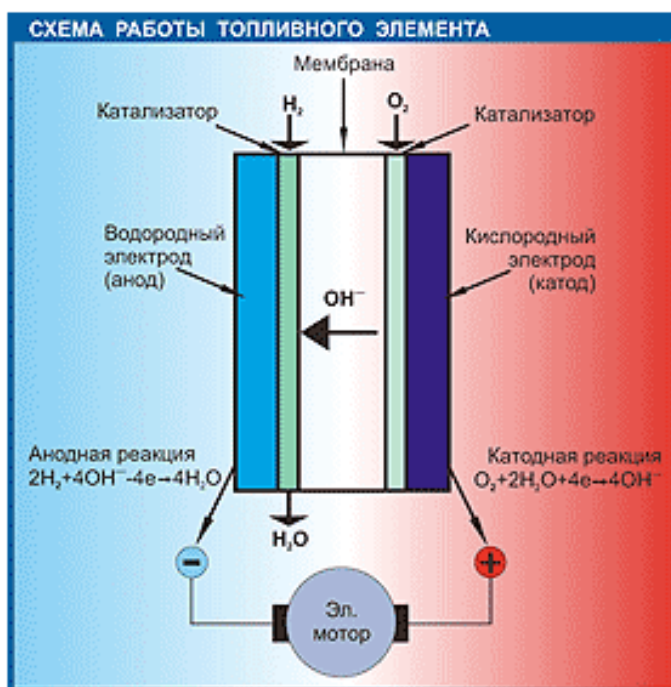 СХЕМА РАБОТЫ ТОПЛИВНОГО ЭЛЕМЕНТА
Мембрана
Катализатор
H₂
O₂
Катализатор
Водородный
электрод
(анод)
Кислородный
электрод
(катод)
OH⁻
Анодная реакция
2H₂+4OH⁻-4e→4H₂O
Катодная реакция
O₂+2H₂O+4e→4OH⁻
H₂O
−
+
Эл.
мотор